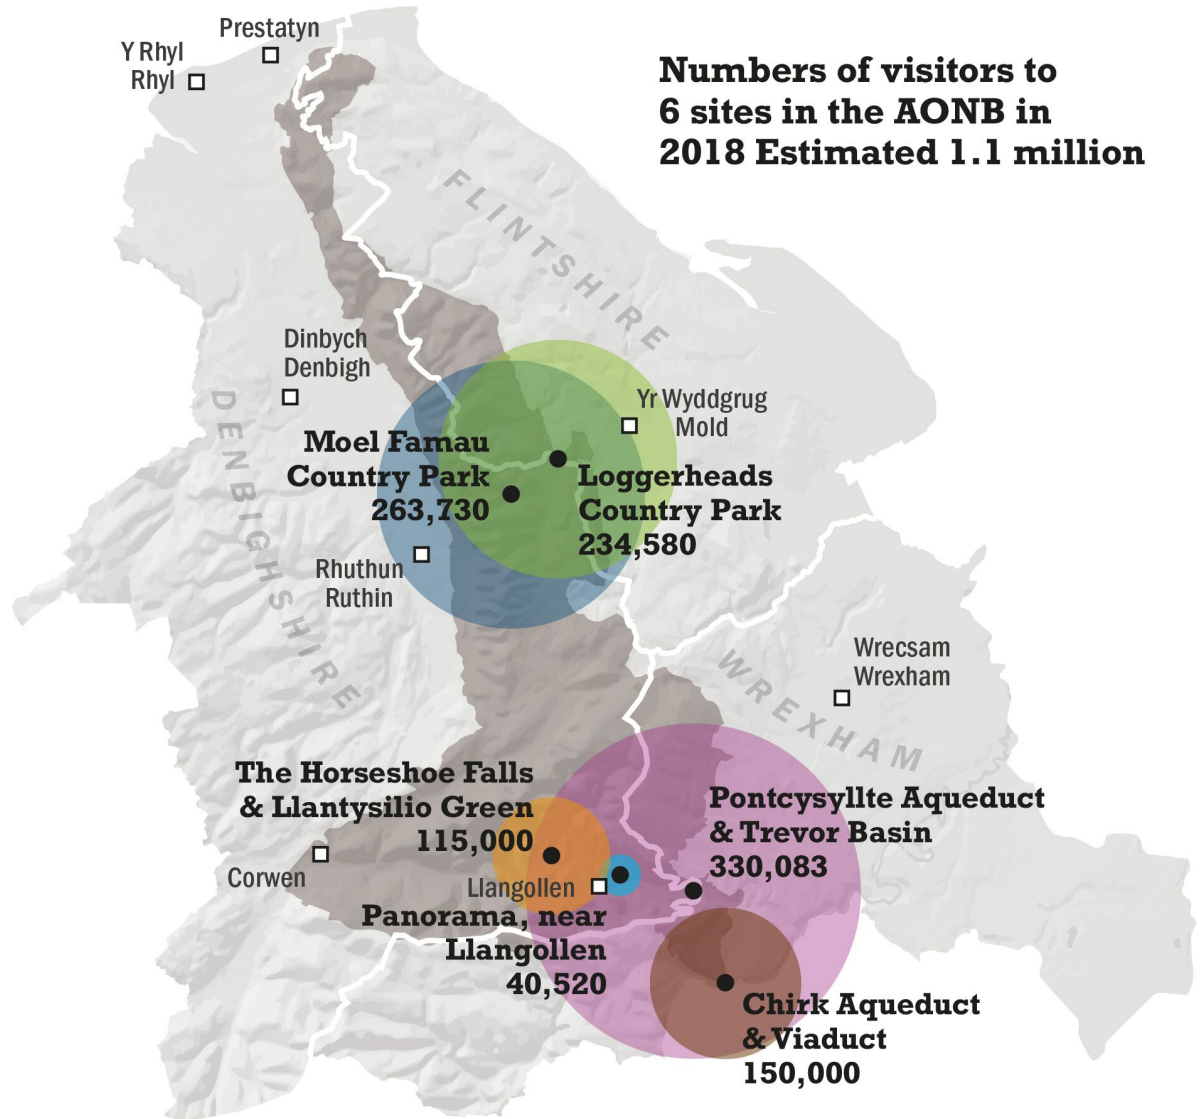 Numbers of visitors to
6 sites in the AONB in
2018 Estimated 1.1 million
Prestatyn
Y Rhyl
Rhyl
FLINTSHIRE
Dinbych
Denbigh
DENBIGHSHIRE
Yr Wyddgrug
Mold
Moel Famau
Country Park
263,730
Loggerheads
Country Park
234,580
Rhuthun
Ruthin
Wrecsam
Wrexham
WREXHAM
The Horseshoe Falls
& Llantysilio Green
115,000
Pontcysyllte Aqueduct
& Trevor Basin
330,083
Corwen
Llangollen
Panorama, near
Llangollen
40,520
Chirk Aqueduct
& Viaduct
150,000